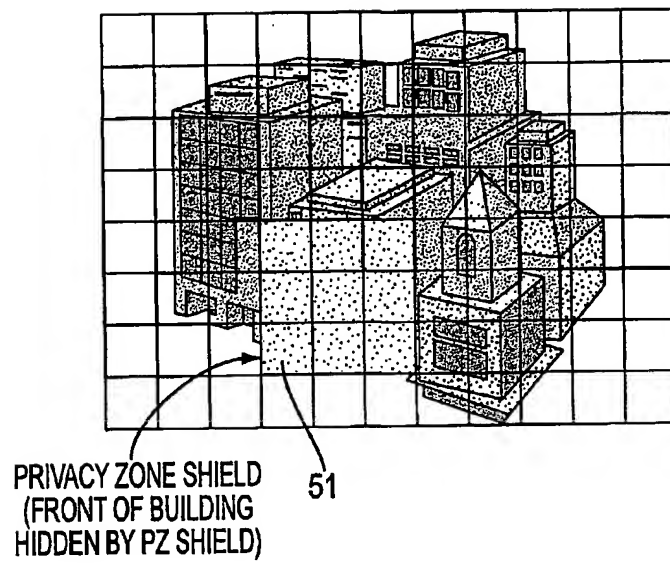 PRIVACY ZONE SHIELD
(FRONT OF BUILDING
HIDDEN BY PZ SHIELD)
51